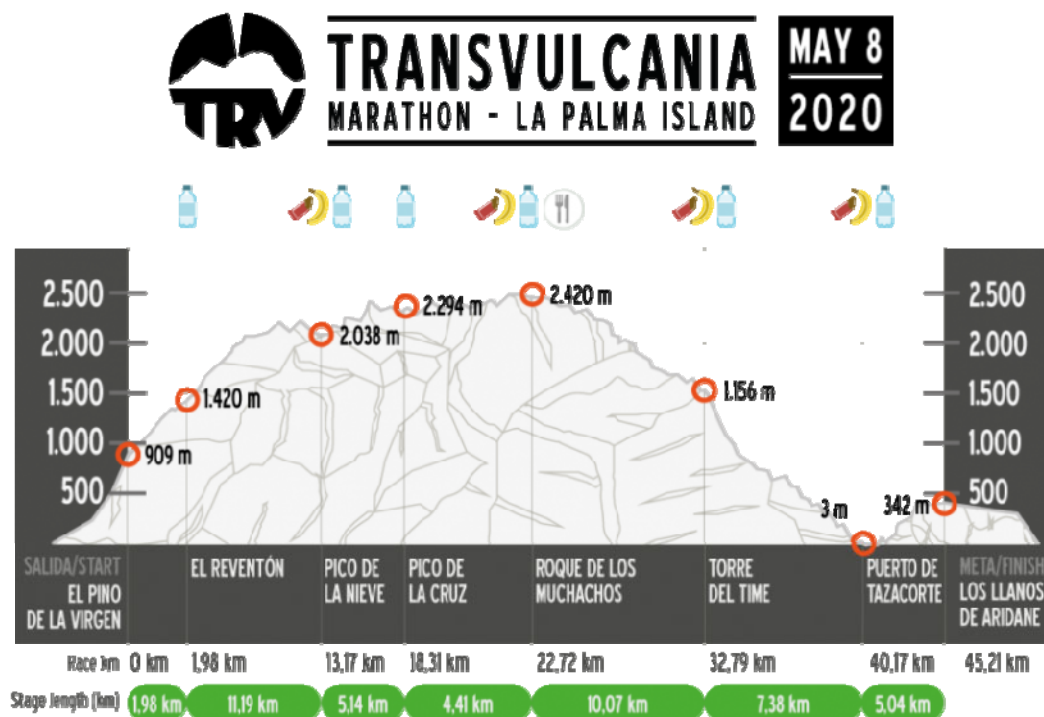 TRV
TRANSVULCANIA
MARATHON - LA PALMA ISLAND
MAY 8
2020
2.500
2.000
1.500
1.000
500
909 m
1.420 m
2.038 m
2.294 m
2.420 m
1.156 m
3 m
342 m
2.500
2.000
1.500
1.000
500
SALIDA/START
EL PINO
DE LA VIRGEN
EL REVENTÓN
PICO DE
LA NIEVE
PICO DE
LA CRUZ
ROQUE DE LOS
MUCHACHOS
TORRE
DEL TIME
PUERTO DE
TAZACORTE
META/FINISH
LOS LLANOS
DE ARIDANE
Race km 0 km 1,98 km 13,17 km 18,31 km 22,72 km 32,79 km 40,17 km 45,21 km
Stage length (km) 1,98 km 11,19 km 5,14 km 4,41 km 10,07 km 7,38 km 5,04 km